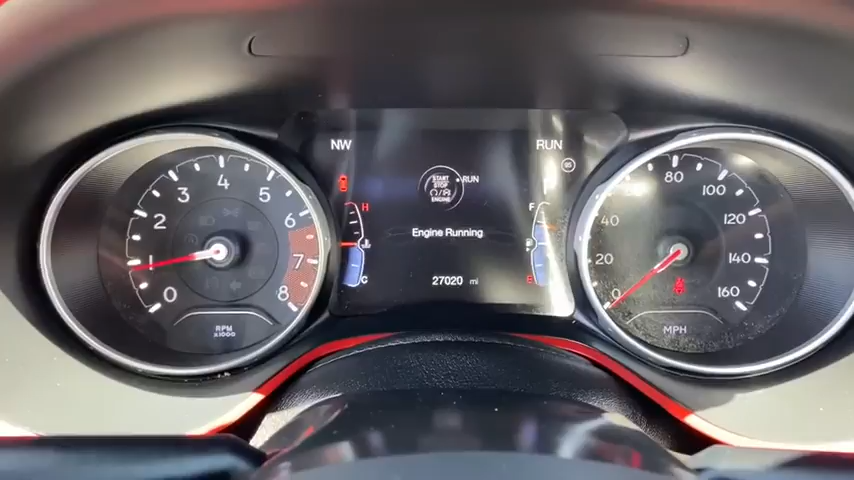 NW
RUN
START
STOP
ENGINE
RUN
95
H
C
F
E
Engine Running
27020 mi
0
1
2
3
4
5
6
7
8
RPM
X1000
0
20
40
80
100
120
140
160
MPH